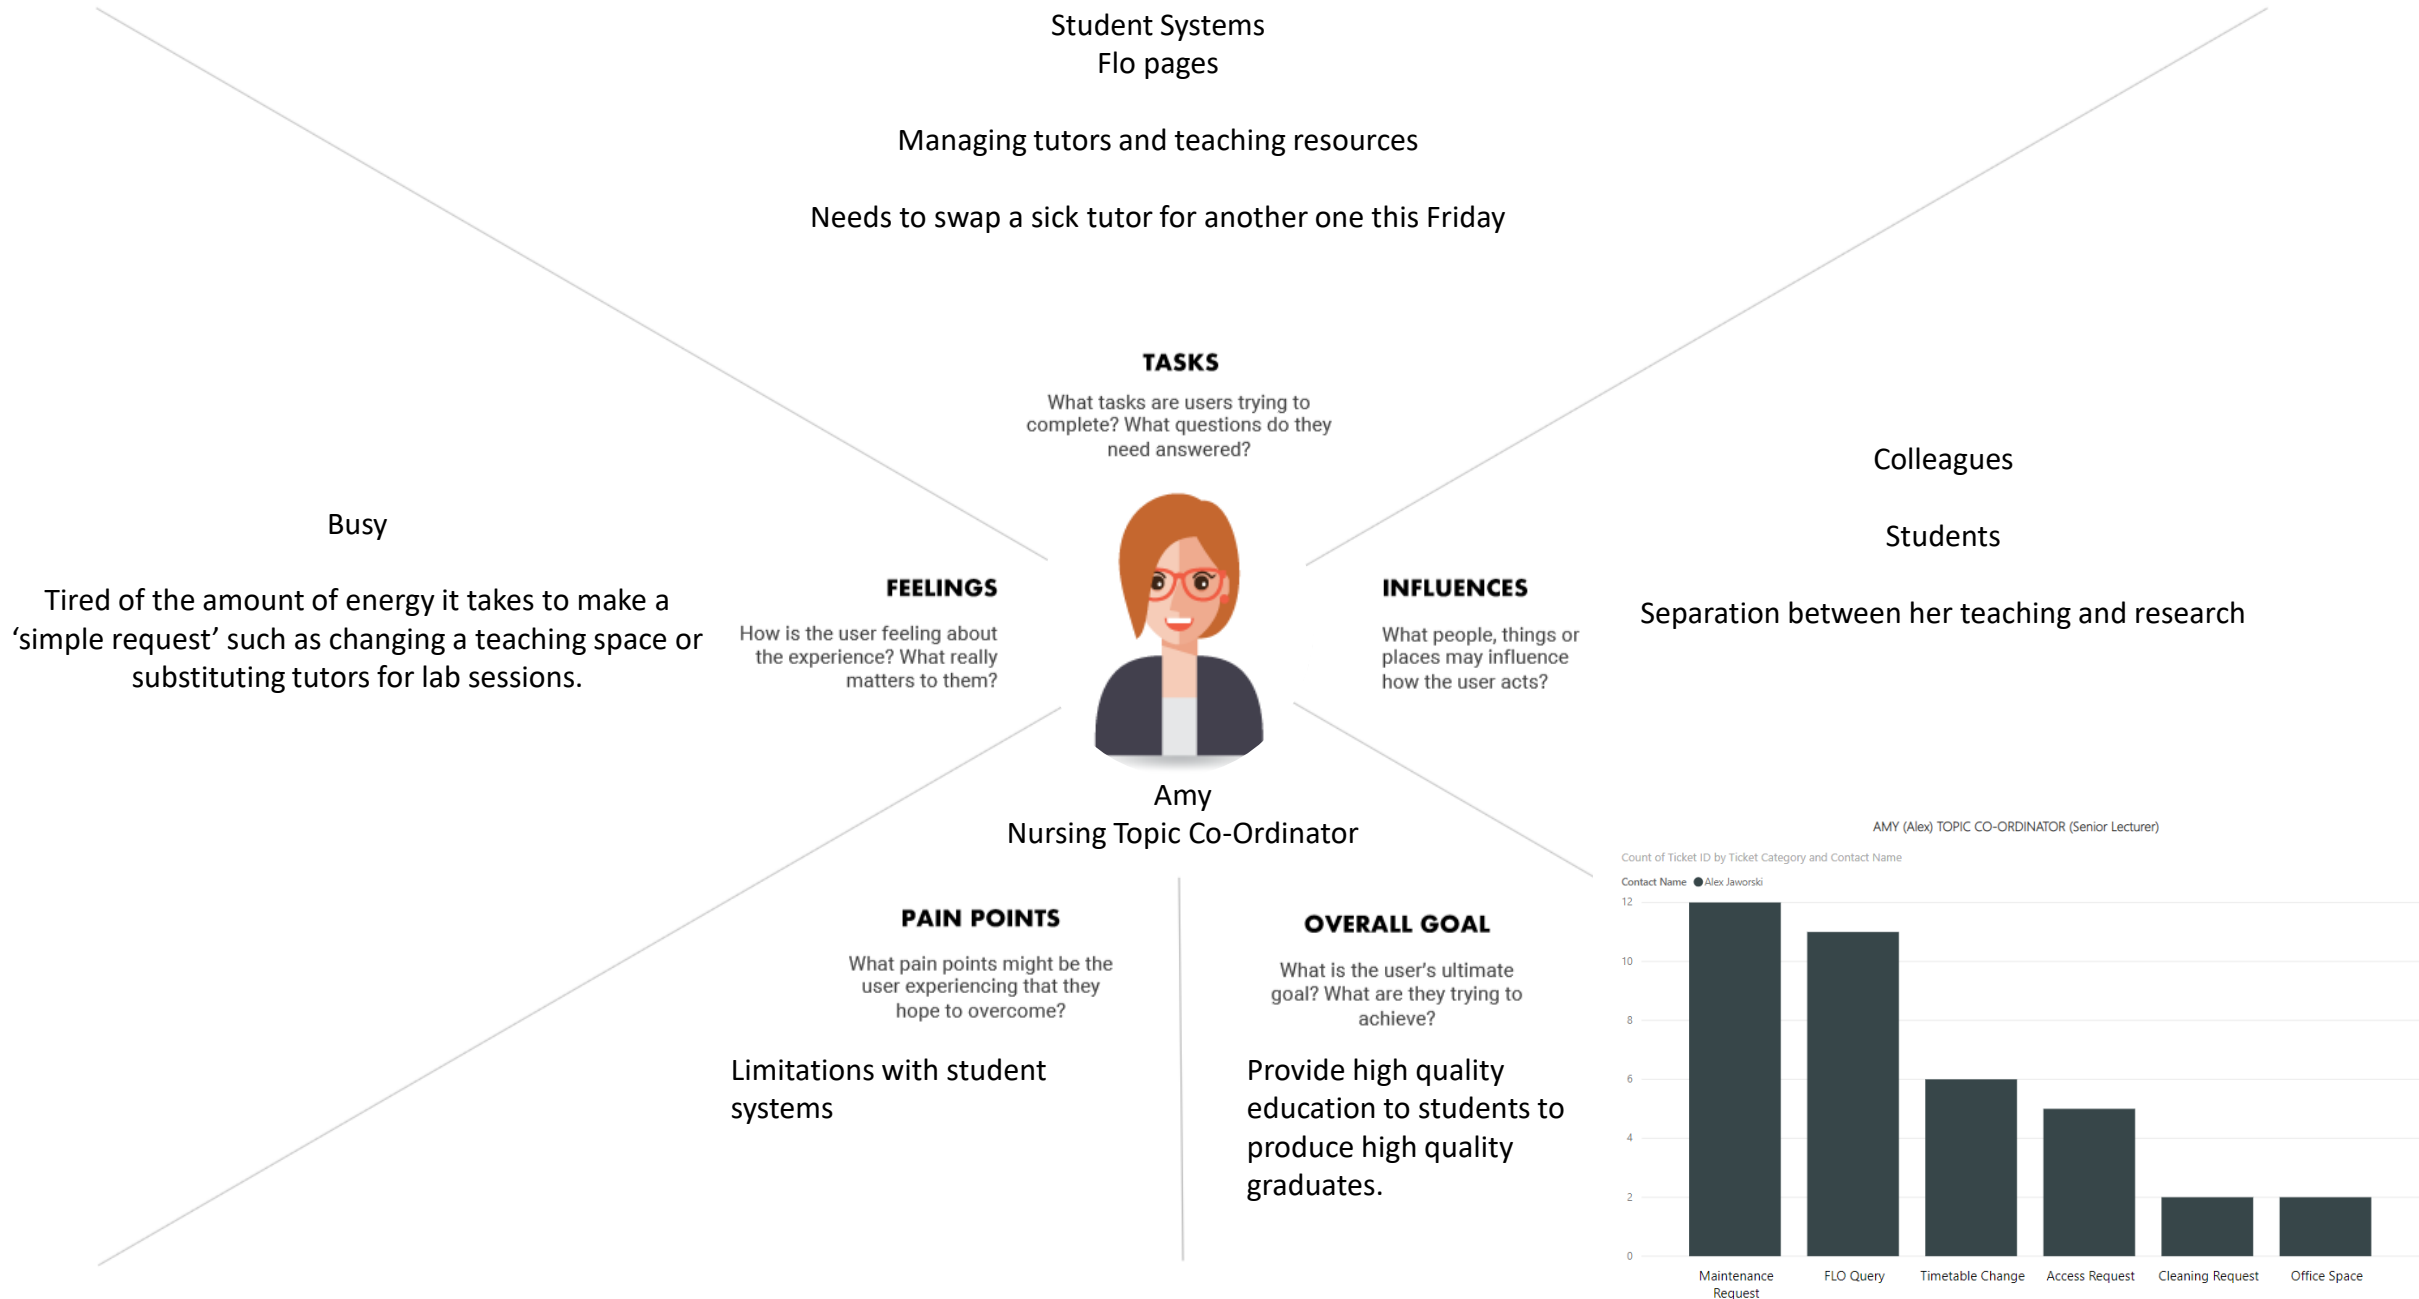 Student Systems
Flo pages
Managing tutors and teaching resources
Needs to swap a sick tutor for another one this Friday
TASKS
What tasks are users trying to
complete? What questions do they
need answered?
Busy
Tired of the amount of energy it takes to make a
‘simple request’ such as changing a teaching space or
substituting tutors for lab sessions.
FEELINGS
How is the user feeling about
the experience? What really
matters to them?
INFLUENCES
What people, things or
places may influence
how the user acts?
Colleagues
Students
Separation between her teaching and research
Amy
Nursing Topic Co-Ordinator
PAIN POINTS
What pain points might be the
user experiencing that they
hope to overcome?
Limitations with student
systems
OVERALL GOAL
What is the user’s ultimate
goal? What are they trying to
achieve?
Provide high quality
education to students to
produce high quality
graduates.
AMY (Alex) TOPIC CO-ORDINATOR (Senior Lecturer)
Count of Ticket ID by Ticket Category and Contact Name
Contact Name Alex Jaworski
12
10
8
6
4
2
0
Maintenance
Request
FLO Query
Timetable Change
Access Request
Cleaning Request
Office Space